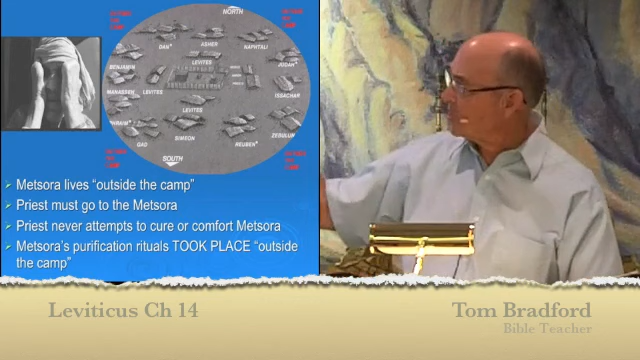 NORTH
DAN*
ASHER
NAPHTALI
BENJAMIN
LEVITES
JUDAH
MANASSEH
LEVITES
ISSACHAR
LEVITES
GAD
SIMEON
REUBEN*
ZEBULUN
SOUTH
Metsora lives “outside the camp”
Priest must go to the Metsora
Priest never attempts to cure or comfort Metsora
Metsora’s purification rituals TOOK PLACE “outside
the camp”
Leviticus Ch 14
Tom Bradford
Bible Teacher